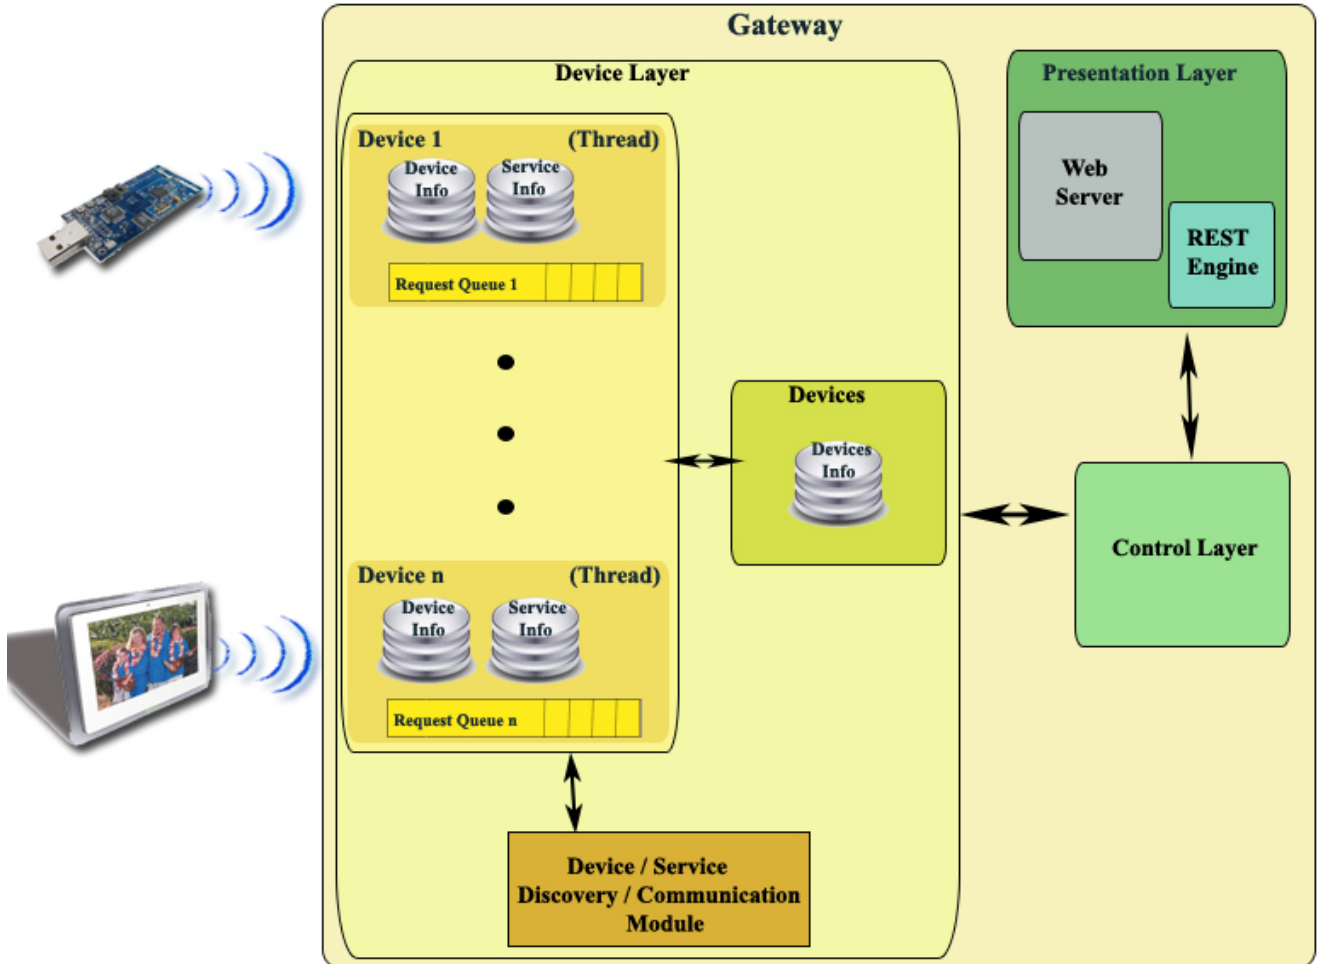 Gateway
Device Layer
Device 1 (Thread)
Device
Info
Service
Info
Request Queue 1
Device n (Thread)
Device
Info
Service
Info
Request Queue n
Devices
Devices
Info
Device / Service
Discovery / Communication
Module
Presentation Layer
Web
Server
REST
Engine
Control Layer